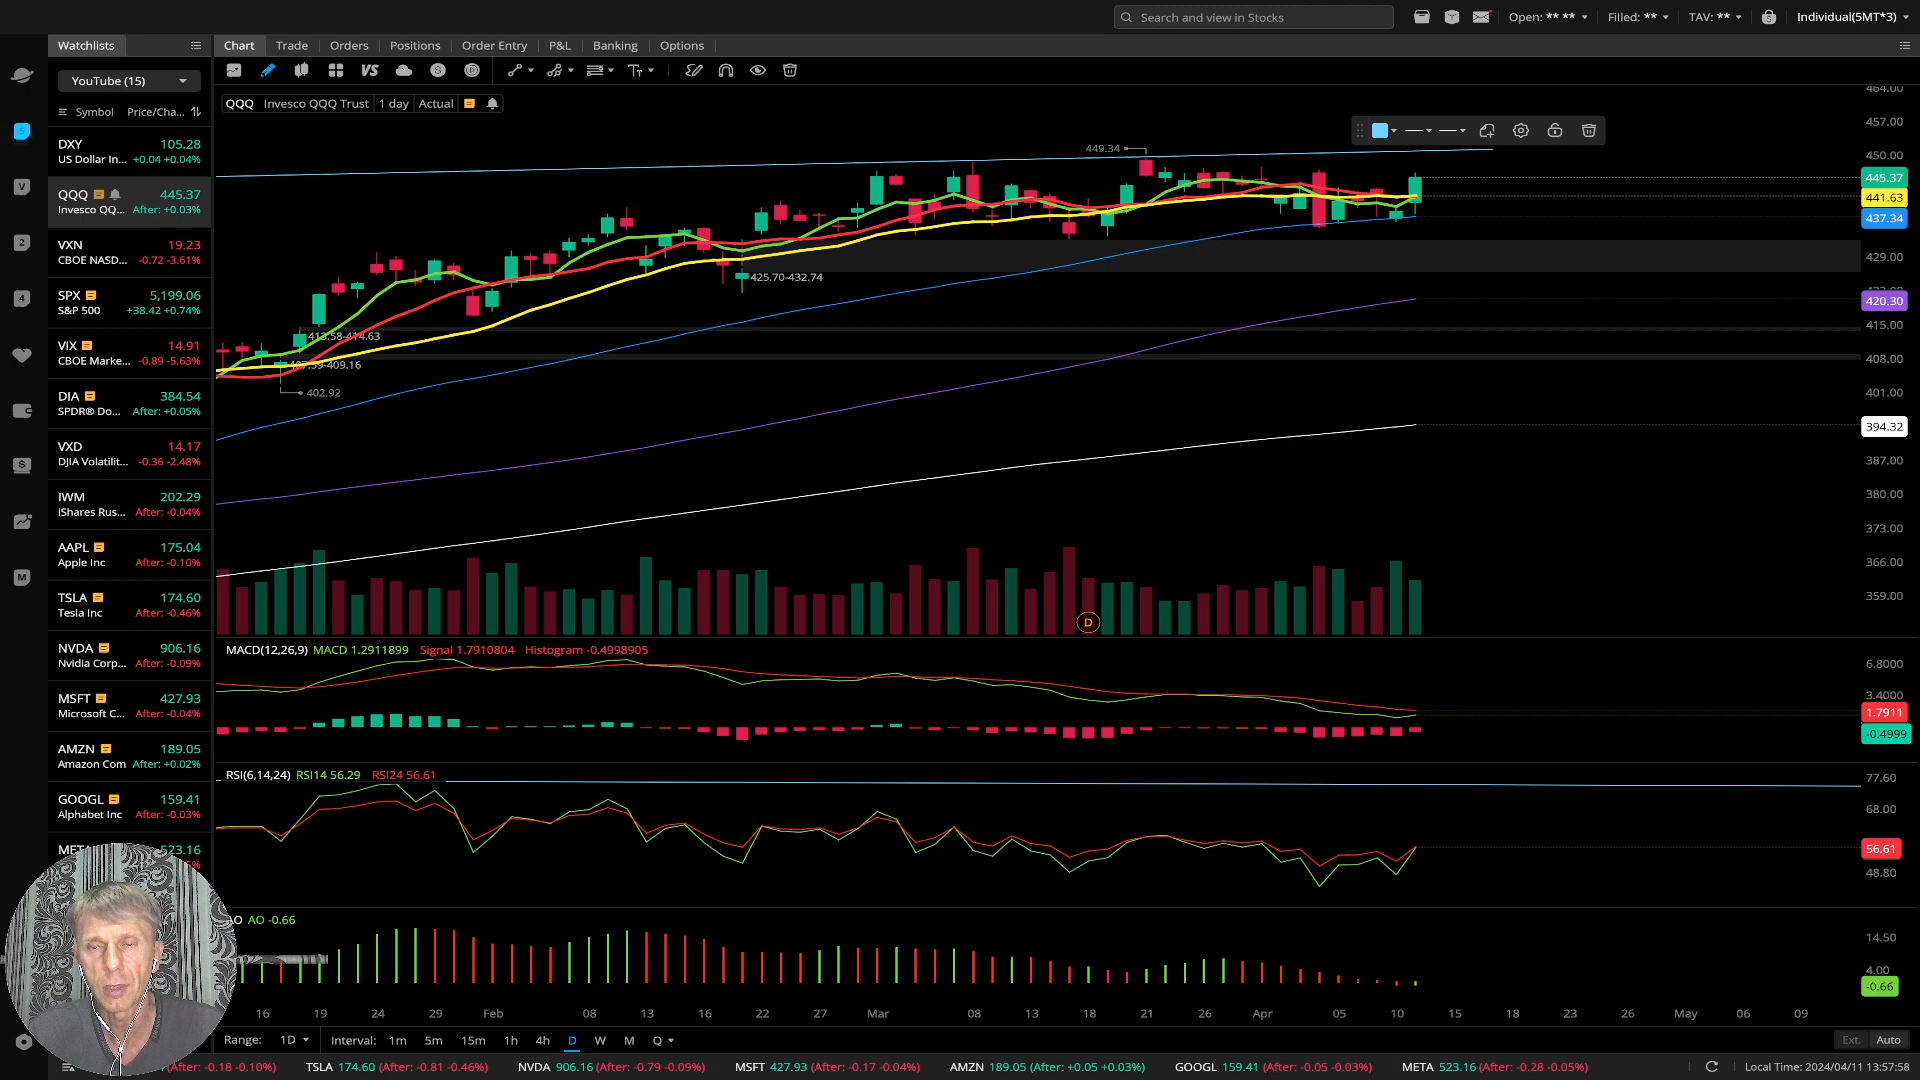 Search and view in Stocks
Open: ** **
Filled: **
TAV: **
Individual(5MT*3)
Watchlists
Chart
Trade
Orders
Positions
Order Entry
P&L
Banking
Options
YouTube (15)
VS
Symbol
Price/Cha...
QQQ
Invesco QQQ Trust
1 day
Actual
DXY
105.28
US Dollar In...
+0.04 +0.04%
QQQ
445.37
Invesco QQ...
After: +0.03%
VXN
19.23
CBOE NASD...
-0.72 -3.61%
SPX
5,199.06
S&P 500
+38.42 +0.74%
VIX
14.91
CBOE Marke...
-0.89 -5.63%
DIA
384.54
SPDR® Do...
After: +0.05%
VXD
14.17
DJIA Volatilit...
-0.36 -2.48%
IWM
202.29
iShares Rus...
After: -0.04%
AAPL
175.04
Apple Inc
After: -0.10%
TSLA
174.60
Tesla Inc
After: -0.46%
NVDA
906.16
Nvidia Corp...
After: -0.09%
MSFT
427.93
Microsoft C...
After: -0.04%
AMZN
189.05
Amazon Com
After: +0.02%
GOOGL
159.41
Alphabet Inc
After: -0.03%
META
523.16
449.34
425.70-432.74
413.58-414.63
409.16
402.92
464.00
457.00
450.00
445.37
441.63
437.34
429.00
420.30
415.00
408.00
401.00
394.32
387.00
380.00
373.00
366.00
359.00
D
MACD(12,26,9) MACD 1.2911899 Signal 1.7910804 Histogram -0.4998905
6.8000
3.4000
1.7911
-0.4999
RSI(6,14,24) RSI14 56.29 RSI24 56.61
77.60
68.00
56.61
48.80
AO -0.66
14.50
4.00
-0.66
16 19 24 29 Feb 08 13 16 22 27 Mar 08 13 18 21 26 Apr 05 10 15 18 23 26 May 06 09
Range: 1D
Interval: 1m 5m 15m 1h 4h D W M Q
Ext.
Auto
(After: -0.18 -0.10%)
TSLA 174.60 (After: -0.81 -0.46%)
NVDA 906.16 (After: -0.79 -0.09%)
MSFT 427.93 (After: -0.17 -0.04%)
AMZN 189.05 (After: +0.05 +0.03%)
GOOGL 159.41 (After: -0.05 -0.03%)
META 523.16 (After: -0.28 -0.05%)
Local Time: 2024/04/11 13:57:58